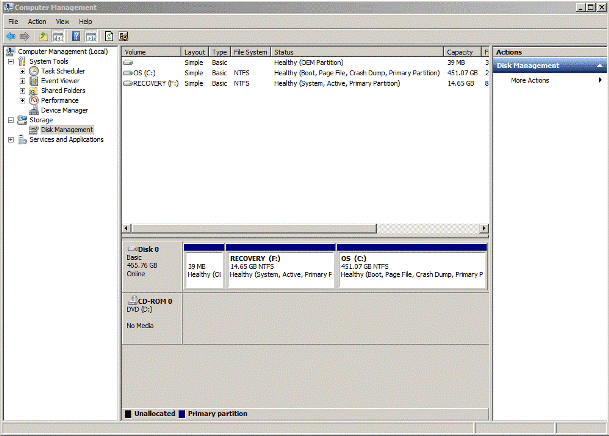 Computer Management
File Action View Help
Computer Management (Local)
System Tools
Task Scheduler
Event Viewer
Shared Folders
Performance
Device Manager
Storage
Disk Management
Services and Applications
Volume Layout Type File System Status Capacity F
Simple Basic Healthy (OEM Partition) 39 MB 3
OS (C:) Simple Basic NTFS Healthy (Boot, Page File, Crash Dump, Primary Partition) 451.07 GB 2
RECOVERY (F:) Simple Basic NTFS Healthy (System, Active, Primary Partition) 14.65 GB 8
Disk 0
Basic
465.76 GB
Online
39 MB
Healthy (OI
RECOVERY (F:)
14.65 GB NTFS
Healthy (System, Active, Primary F
OS (C:)
451.07 GB NTFS
Healthy (Boot, Page File, Crash Dump, Primary P
CD-ROM 0
DVD (D:)
No Media
Unallocated Primary partition
Actions
Disk Management
More Actions